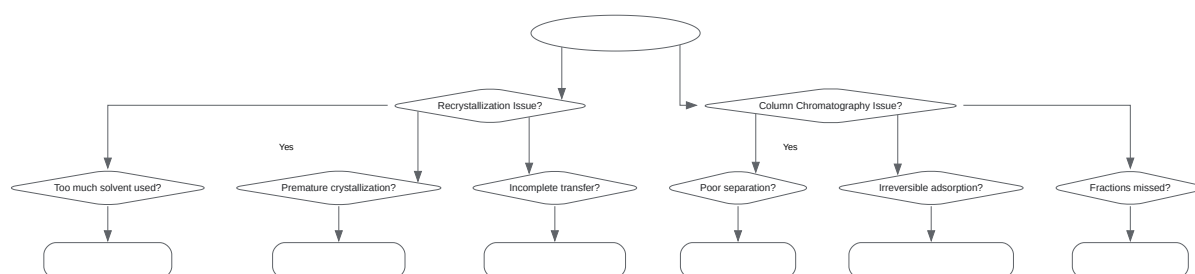 Recrystallization Issue?
Column Chromatography Issue?
Yes
Yes
Too much solvent used?
Premature crystallization?
Incomplete transfer?
Poor separation?
Irreversible adsorption?
Fractions missed?